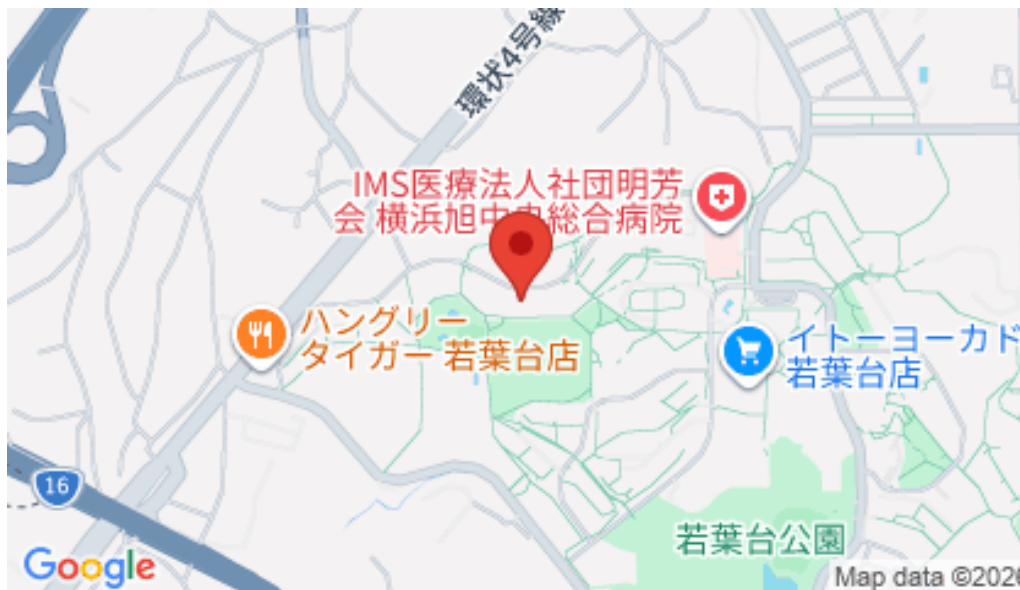 環状4号線
IMS医療法人社団明芳
会 横浜旭中央総合病院
ハングリー
タイガー 若葉台店
イトーヨーカド
若葉台店
16
若葉台公園
Google
Map data ©2026